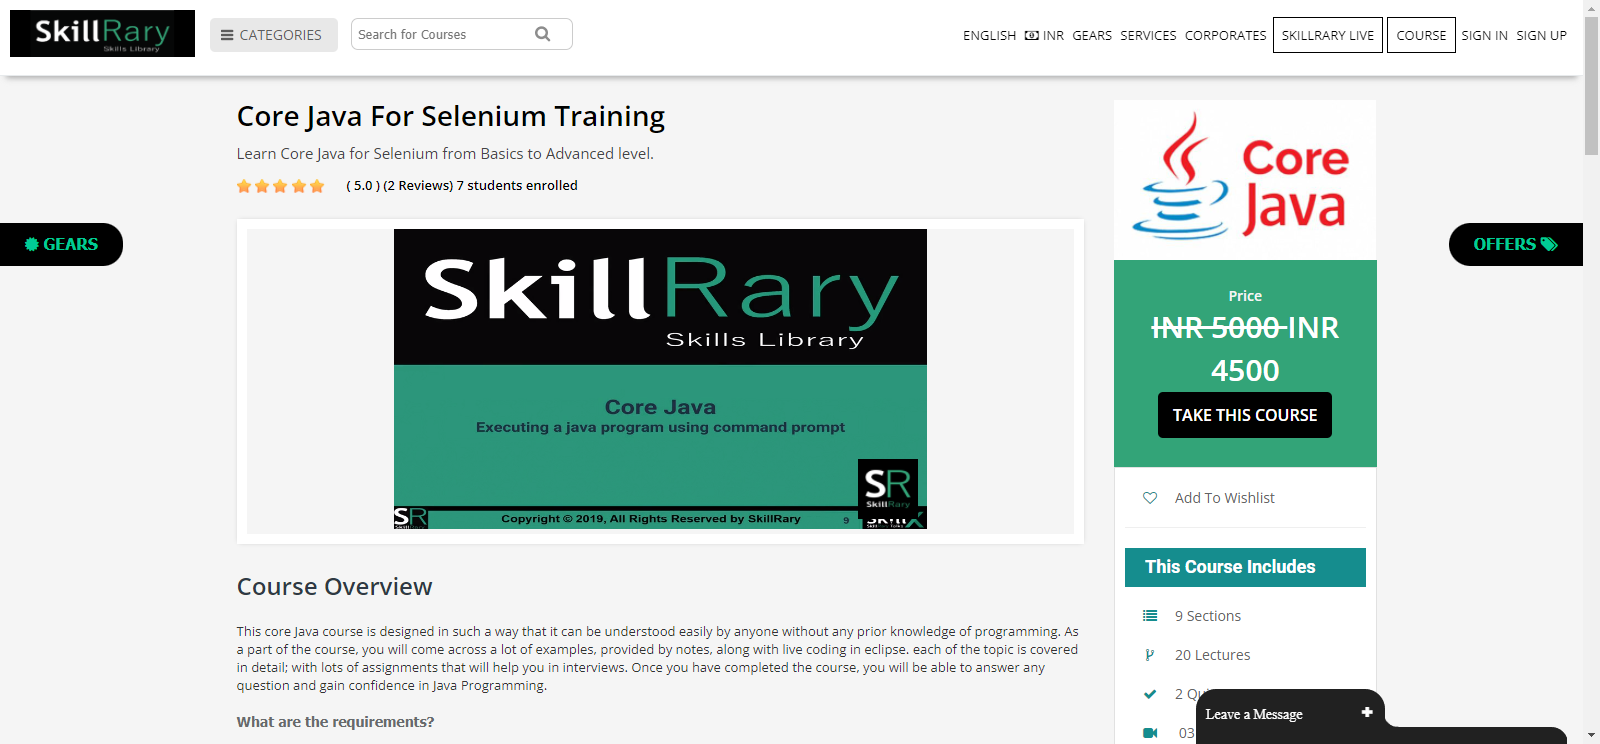 SkillRary
Skills Library
CATEGORIES
Search for Courses
ENGLISH INR GEARS SERVICES CORPORATES SKILLRARY LIVE COURSE SIGN IN SIGN UP
Core Java For Selenium Training
Learn Core Java for Selenium from Basics to Advanced level.
( 5.0 ) (2 Reviews) 7 students enrolled
GEARS
OFFERS
SkillRary
Skills Library
Core Java
Executing a java program using command prompt
SR
SkillRary
SR
Copyright © 2019, All Rights Reserved by SkillRary
9
Course Overview
This core Java course is designed in such a way that it can be understood easily by anyone without any prior knowledge of programming. As
a part of the course, you will come across a lot of examples, provided by notes, along with live coding in eclipse. each of the topic is covered
in detail; with lots of assignments that will help you in interviews. Once you have completed the course, you will be able to answer any
question and gain confidence in Java Programming.
What are the requirements?
Core
Java
Price
INR 5000 INR
4500
TAKE THIS COURSE
Add To Wishlist
This Course Includes
9 Sections
20 Lectures
2 Qu
03
Leave a Message